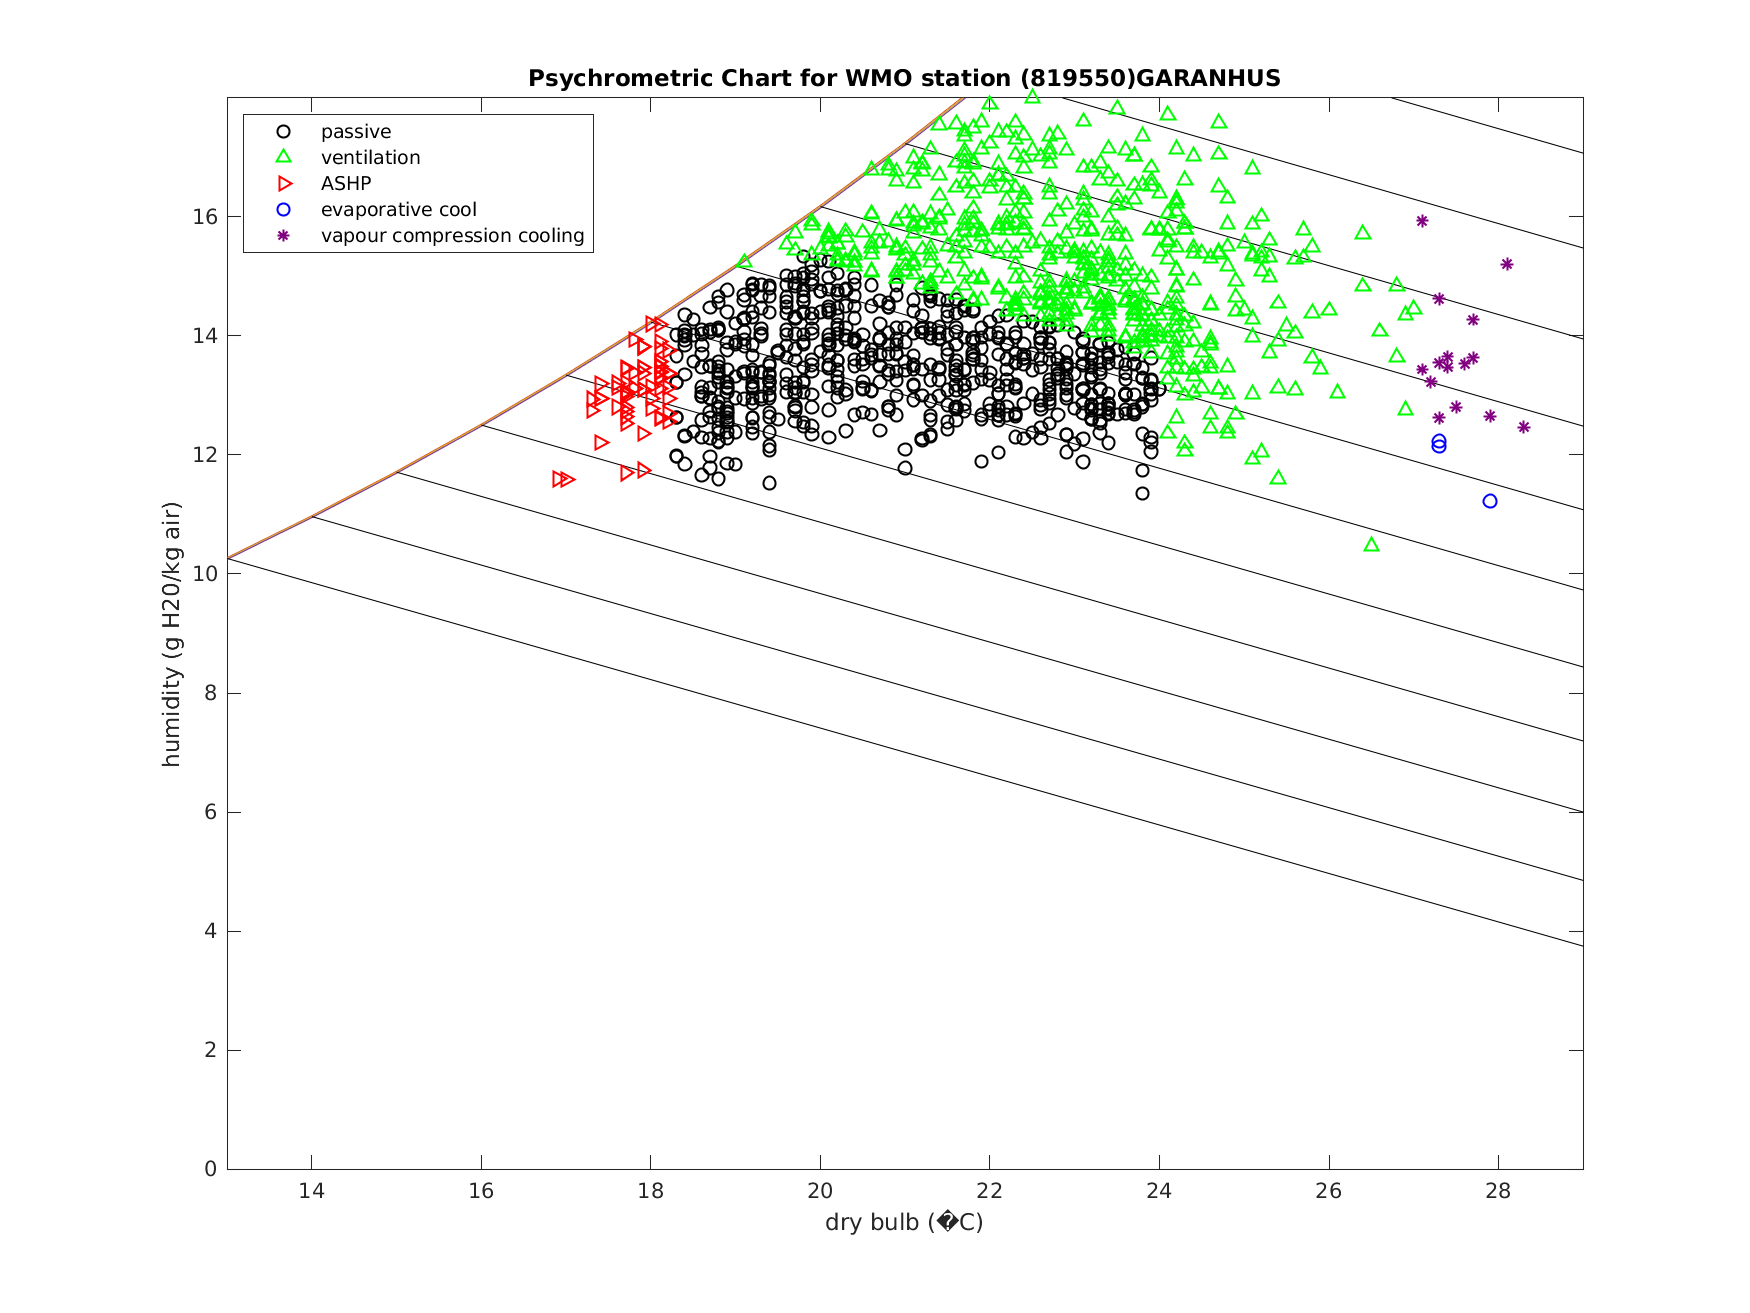 Psychrometric Chart for WMO station (819550)GARANHUS
passive
ventilation
ASHP
evaporative cool
vapour compression cooling
16
14
12
10
8
6
4
2
0
humidity (g H20/kg air)
14 16 18 20 22 24 26 28
dry bulb (�C)